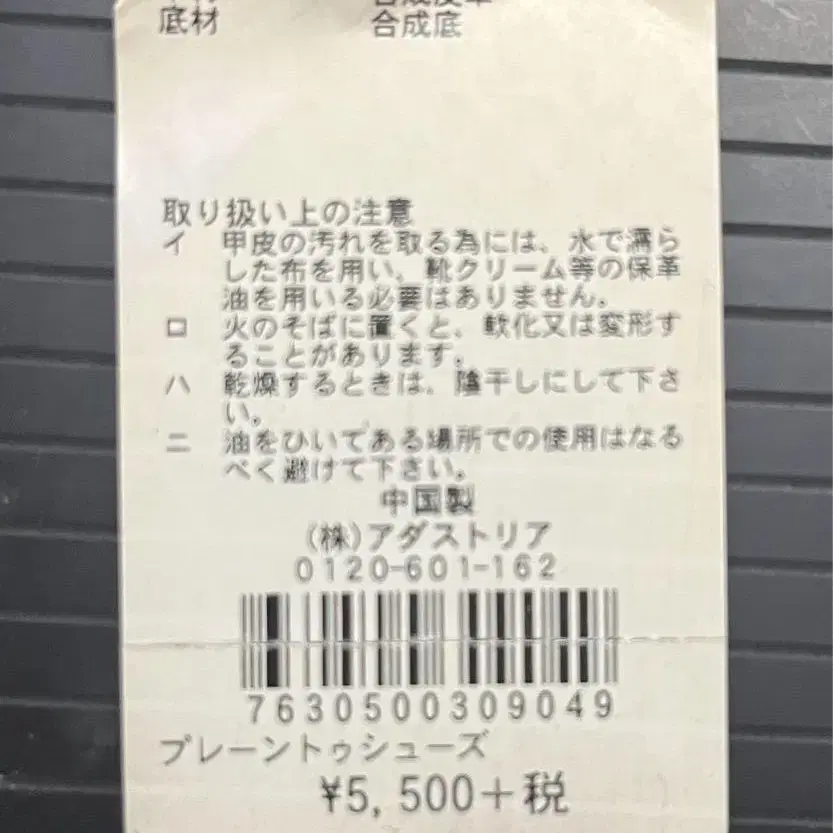 底材 合成底
取り扱い上の注意
イ 甲皮の汚れを取る為には、水で濡ら
した布を用い、靴クリーム等の保革
油を用いる必要はありません。
ロ 火のそばに置くと、軟化又は変形す
ることがあります。
ハ 乾燥するときは、陰干しにして下さ
い。
ニ 油をひいてある場所での使用はなる
べく避けて下さい。
中国製
(株)アダストリア
0120-601-162
7630500309049
プレーントゥシューズ
¥5,500+税